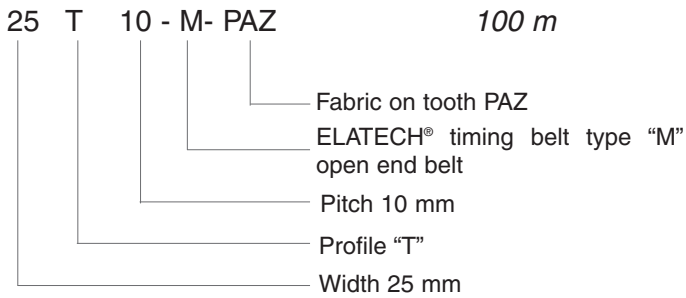 25 T 10 - M- PAZ 100 m
Fabric on tooth PAZ
ELATECH® timing belt type “M”
open end belt
Pitch 10 mm
Profile “T”
Width 25 mm